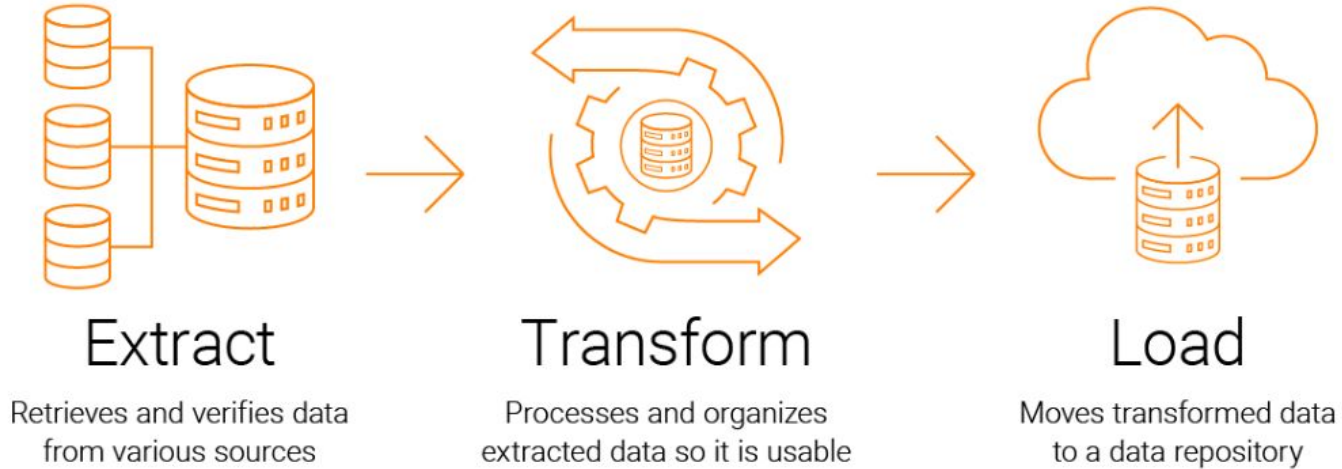 Extract
Retrieves and verifies data
from various sources
Transform
Processes and organizes
extracted data so it is usable
Load
Moves transformed data
to a data repository